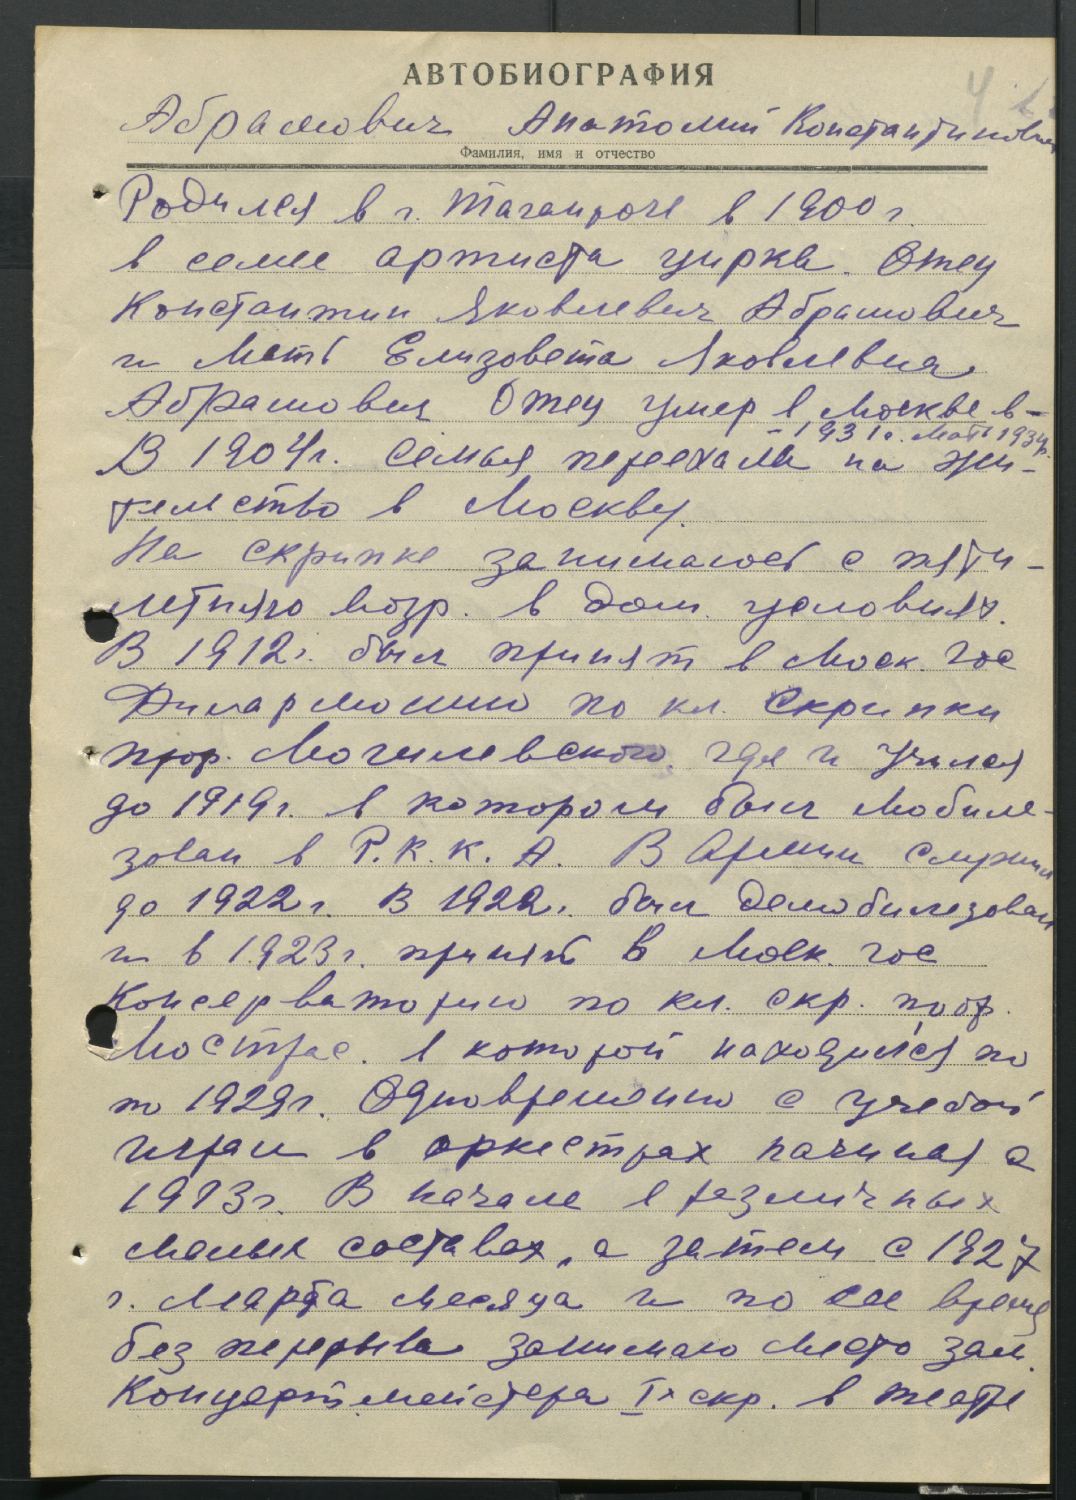 АВТОБИОГРАФИЯ
Абрамович Анатолий Константинович
Фамилия, имя и отчество
Родился в г. Таганроге в 1900 г.
в семье артиста цирка. Отец
Константин Яковлевич Абрамович
и Мать Елизовета Яковлевна
Абрамович Отец умер в Москве в -
- 1931 г. Мать 1934 г.
В 1904 г. семья переехала на жи-
тельство в Москву.
На скрипке занимаюсь с пяти-
летняго возр. в дом. условиях.
В 1912 г. был принят в Моск. гос
Филармонию по кл. скрипки
проф. Могилевского где и учился
до 1919 г. в котором был мобиле-
зован в Р.К.К.А. В Армии служил
до 1922 г. В 1922 г. был демобилезован
и в 1923 г. принят в Моск. гос
Консерваторию по кл. скр. проф.
Мострас. в которой находился по
по 1929 г. Одновременно с учебой
играл в оркестрах начиная с
1913 г. В начале в различных
малых составах, а затем с 1927
г. Марта месяца и по сие время
без перерыва занимаю место зам.
Концертмейстера I х скр. в театре